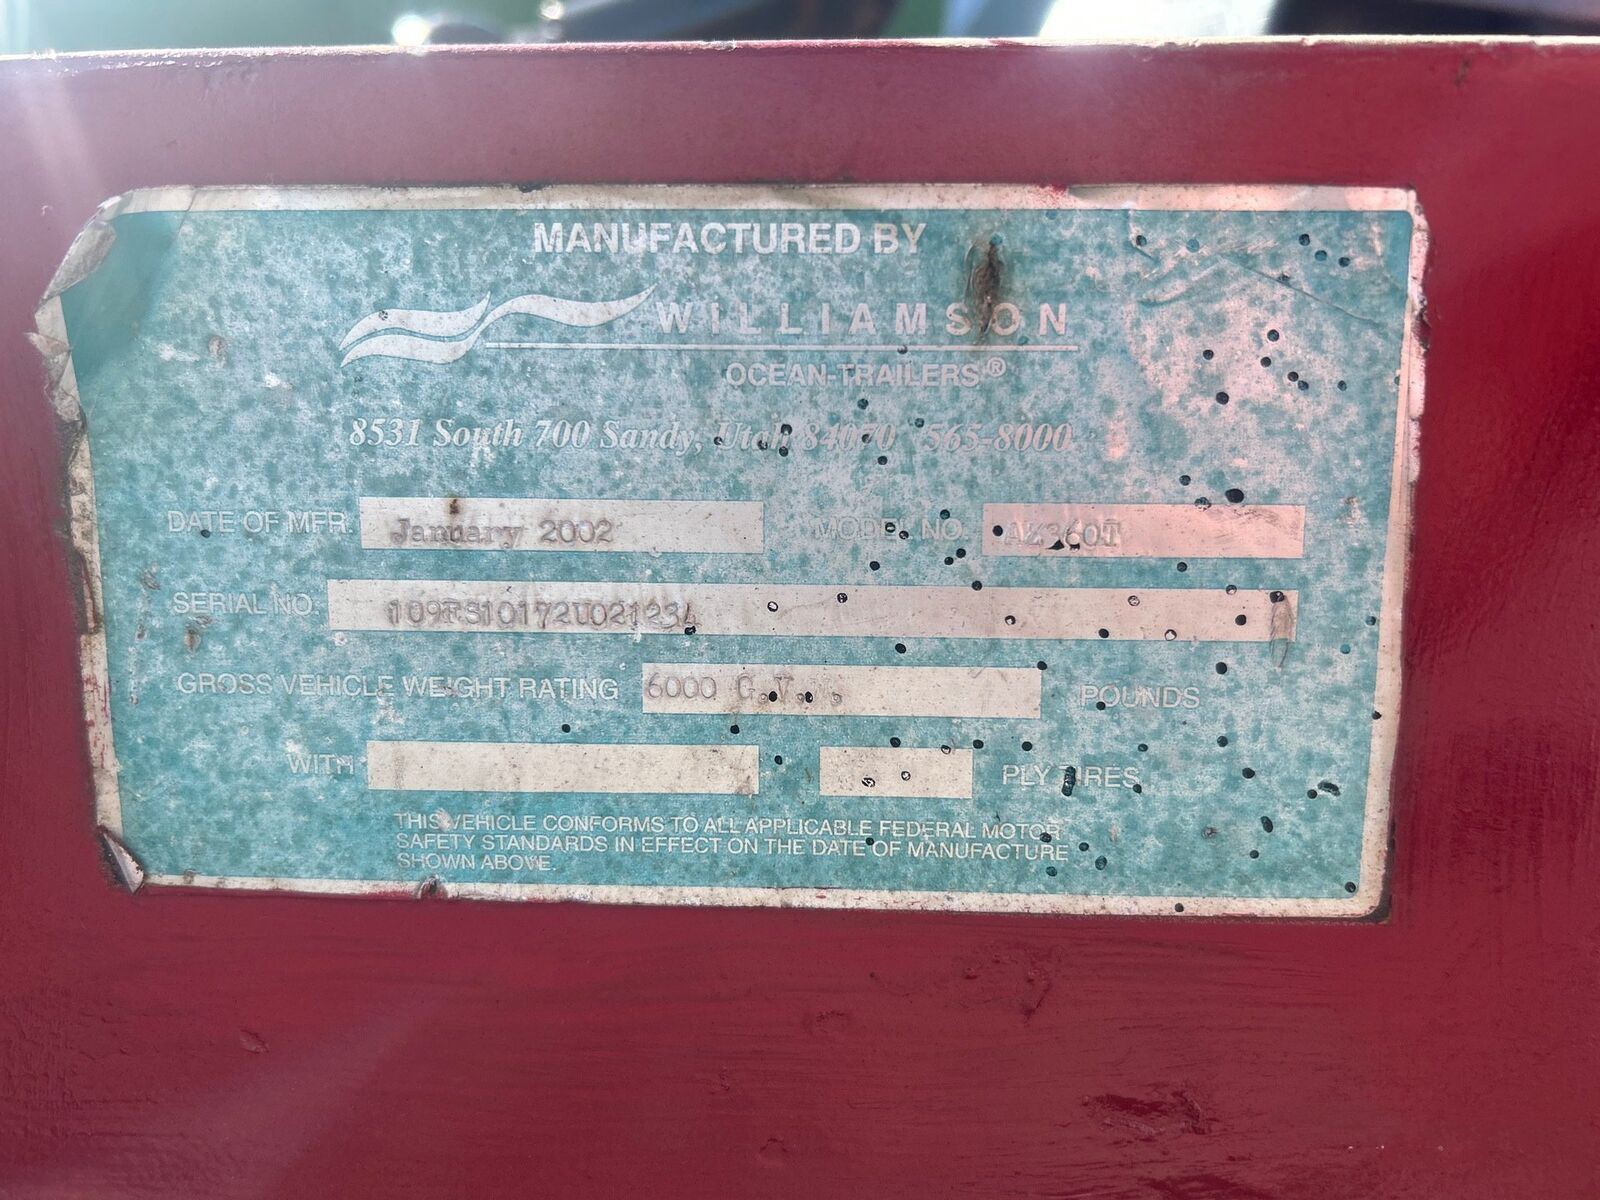 MANUFACTURED BY
WILLIAMSON
OCEAN-TRAILERS®
8531 South 700 Sandy, Utah 84070 565-8000
DATE OF MFR. January 2002 MODEL NO. AZ360T
SERIAL NO. 109FS10172U021234
GROSS VEHICLE WEIGHT RATING 6000 G.V.W. POUNDS
WITH PLY TIRES
THIS VEHICLE CONFORMS TO ALL APPLICABLE FEDERAL MOTOR
SAFETY STANDARDS IN EFFECT ON THE DATE OF MANUFACTURE
SHOWN ABOVE.